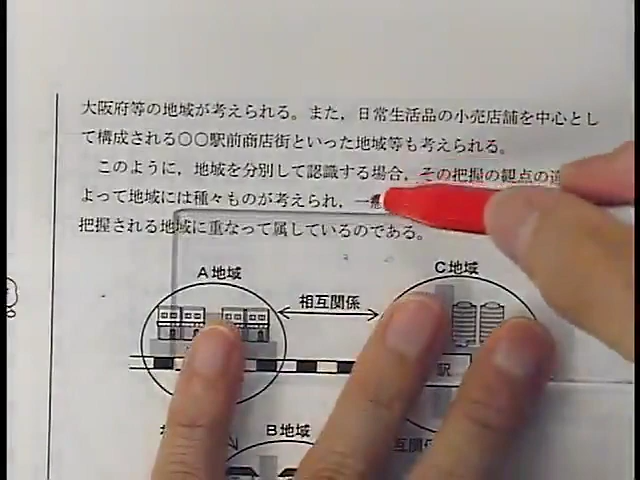 大阪府等の地域が考えられる。また，日常生活品の小売店舗を中心とし
て構成される〇〇駅前商店街といった地域等も考えられる。
このように，地域を分別して認識する場合，その把握の観点の
よって地域には種々ものが考えられ，一
把握される地域に重なって属しているのである。
A地域
C地域
相互関係
駅
B地域
互関